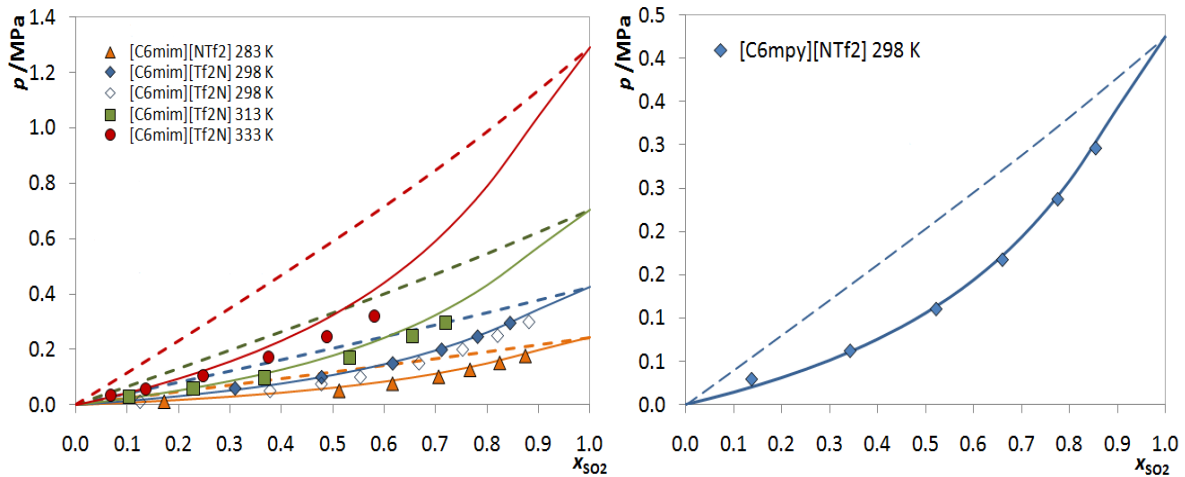 p /MPa
1.4
1.2
1.0
0.8
0.6
0.4
0.2
0.0
[C6mim][NTf2] 283 K
[C6mim][Tf2N] 298 K
[C6mim][Tf2N] 298 K
[C6mim][Tf2N] 313 K
[C6mim][Tf2N] 333 K
0.0 0.1 0.2 0.3 0.4 0.5 0.6 0.7 0.8 0.9 1.0
xSO2
p /MPa
0.5
0.4
0.4
0.3
0.3
0.2
0.2
0.1
0.1
0.0
[C6mpy][NTf2] 298 K
0.0 0.1 0.2 0.3 0.4 0.5 0.6 0.7 0.8 0.9 1.0
xSO2